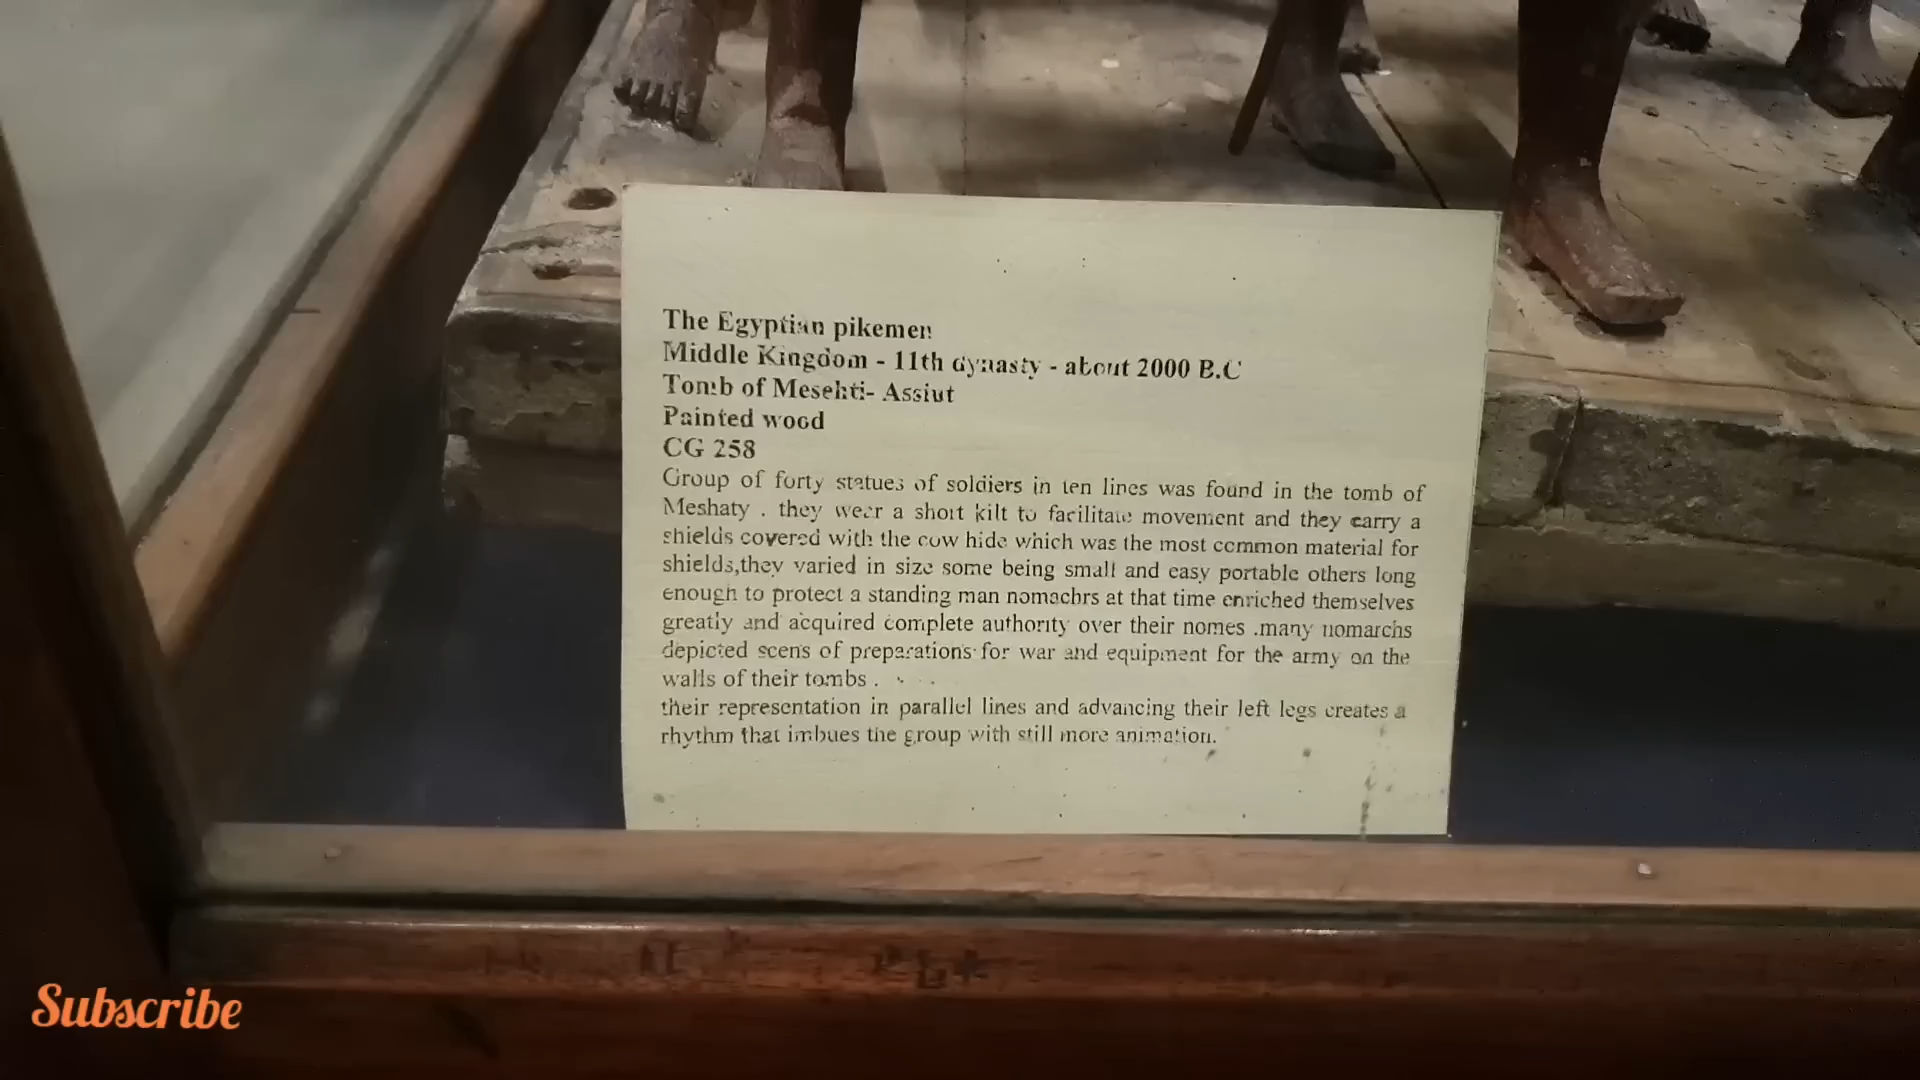 The Egyptian pikemen
Middle Kingdom - 11th dynasty - about 2000 B.C
Tomb of Mesehti- Assiut
Painted wood
CG 258
Group of forty statues of soldiers in ten lines was found in the tomb of
Meshaty . they wear a short kilt to facilitate movement and they carry a
shields covered with the cow hide which was the most common material for
shields,they varied in size some being small and easy portable others long
enough to protect a standing man nomachrs at that time enriched themselves
greatly and acquired complete authority over their nomes .many nomarchs
depicted scens of preparations for war and equipment for the army on the
walls of their tombs .
their representation in parallel lines and advancing their left legs creates a
rhythm that imbues the group with still more animation.
Subscribe